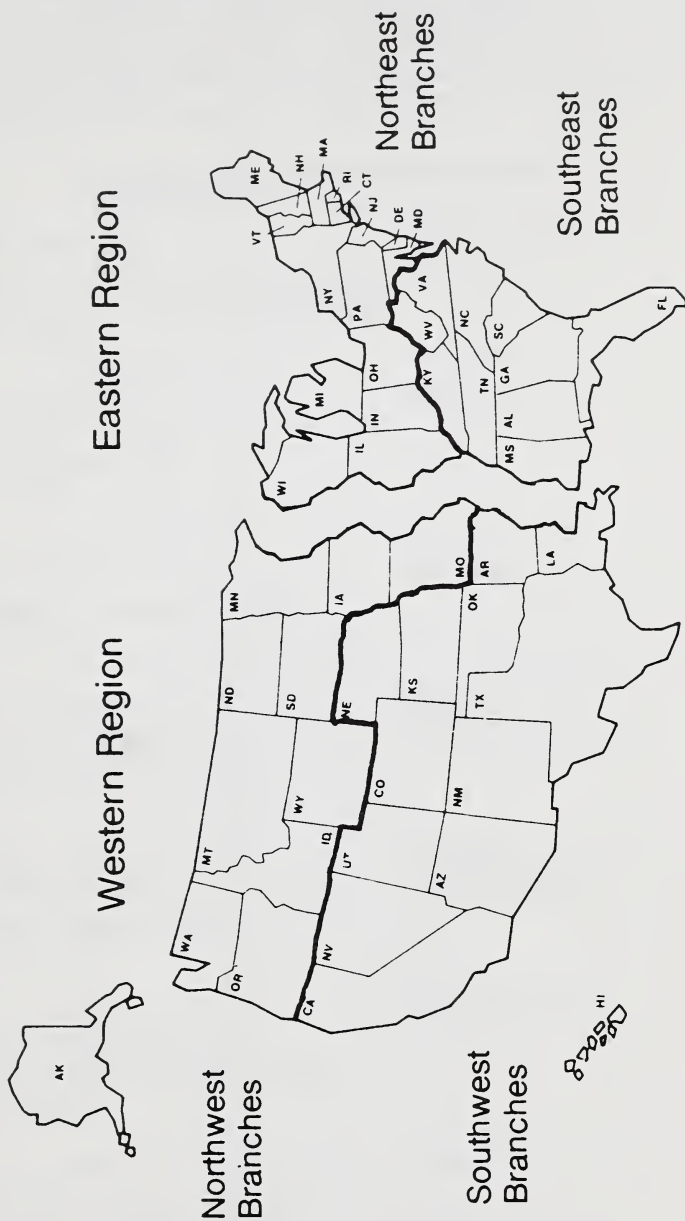 Western Region
Eastern Region
Northwest
Branches
Southwest
Branches
Northeast
Branches
Southeast
Branches
AK
HI
WA
OR
CA
NV
ID
MT
WY
UT
AZ
CO
NM
ND
SD
NE
KS
OK
TX
MN
IA
MO
AR
LA
WI
MI
IL
IN
OH
KY
TN
MS
AL
GA
FL
SC
NC
VA
WV
PA
NY
VT
ME
NH
MA
RI
CT
NJ
DE
MD